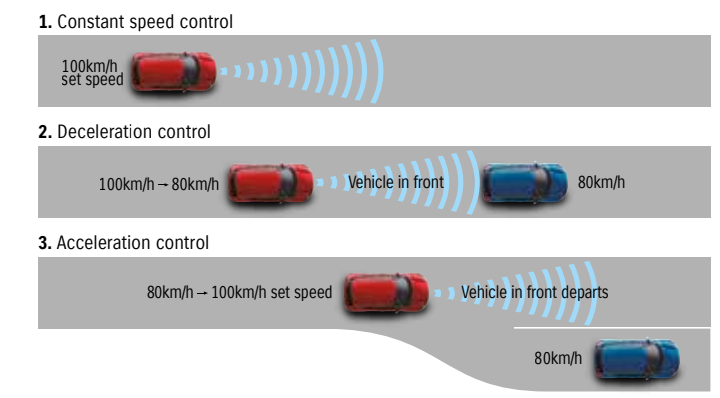 1. Constant speed control
100km/h
set speed
2. Deceleration control
100km/h → 80km/h
Vehicle in front
80km/h
3. Acceleration control
80km/h → 100km/h set speed
Vehicle in front departs
80km/h